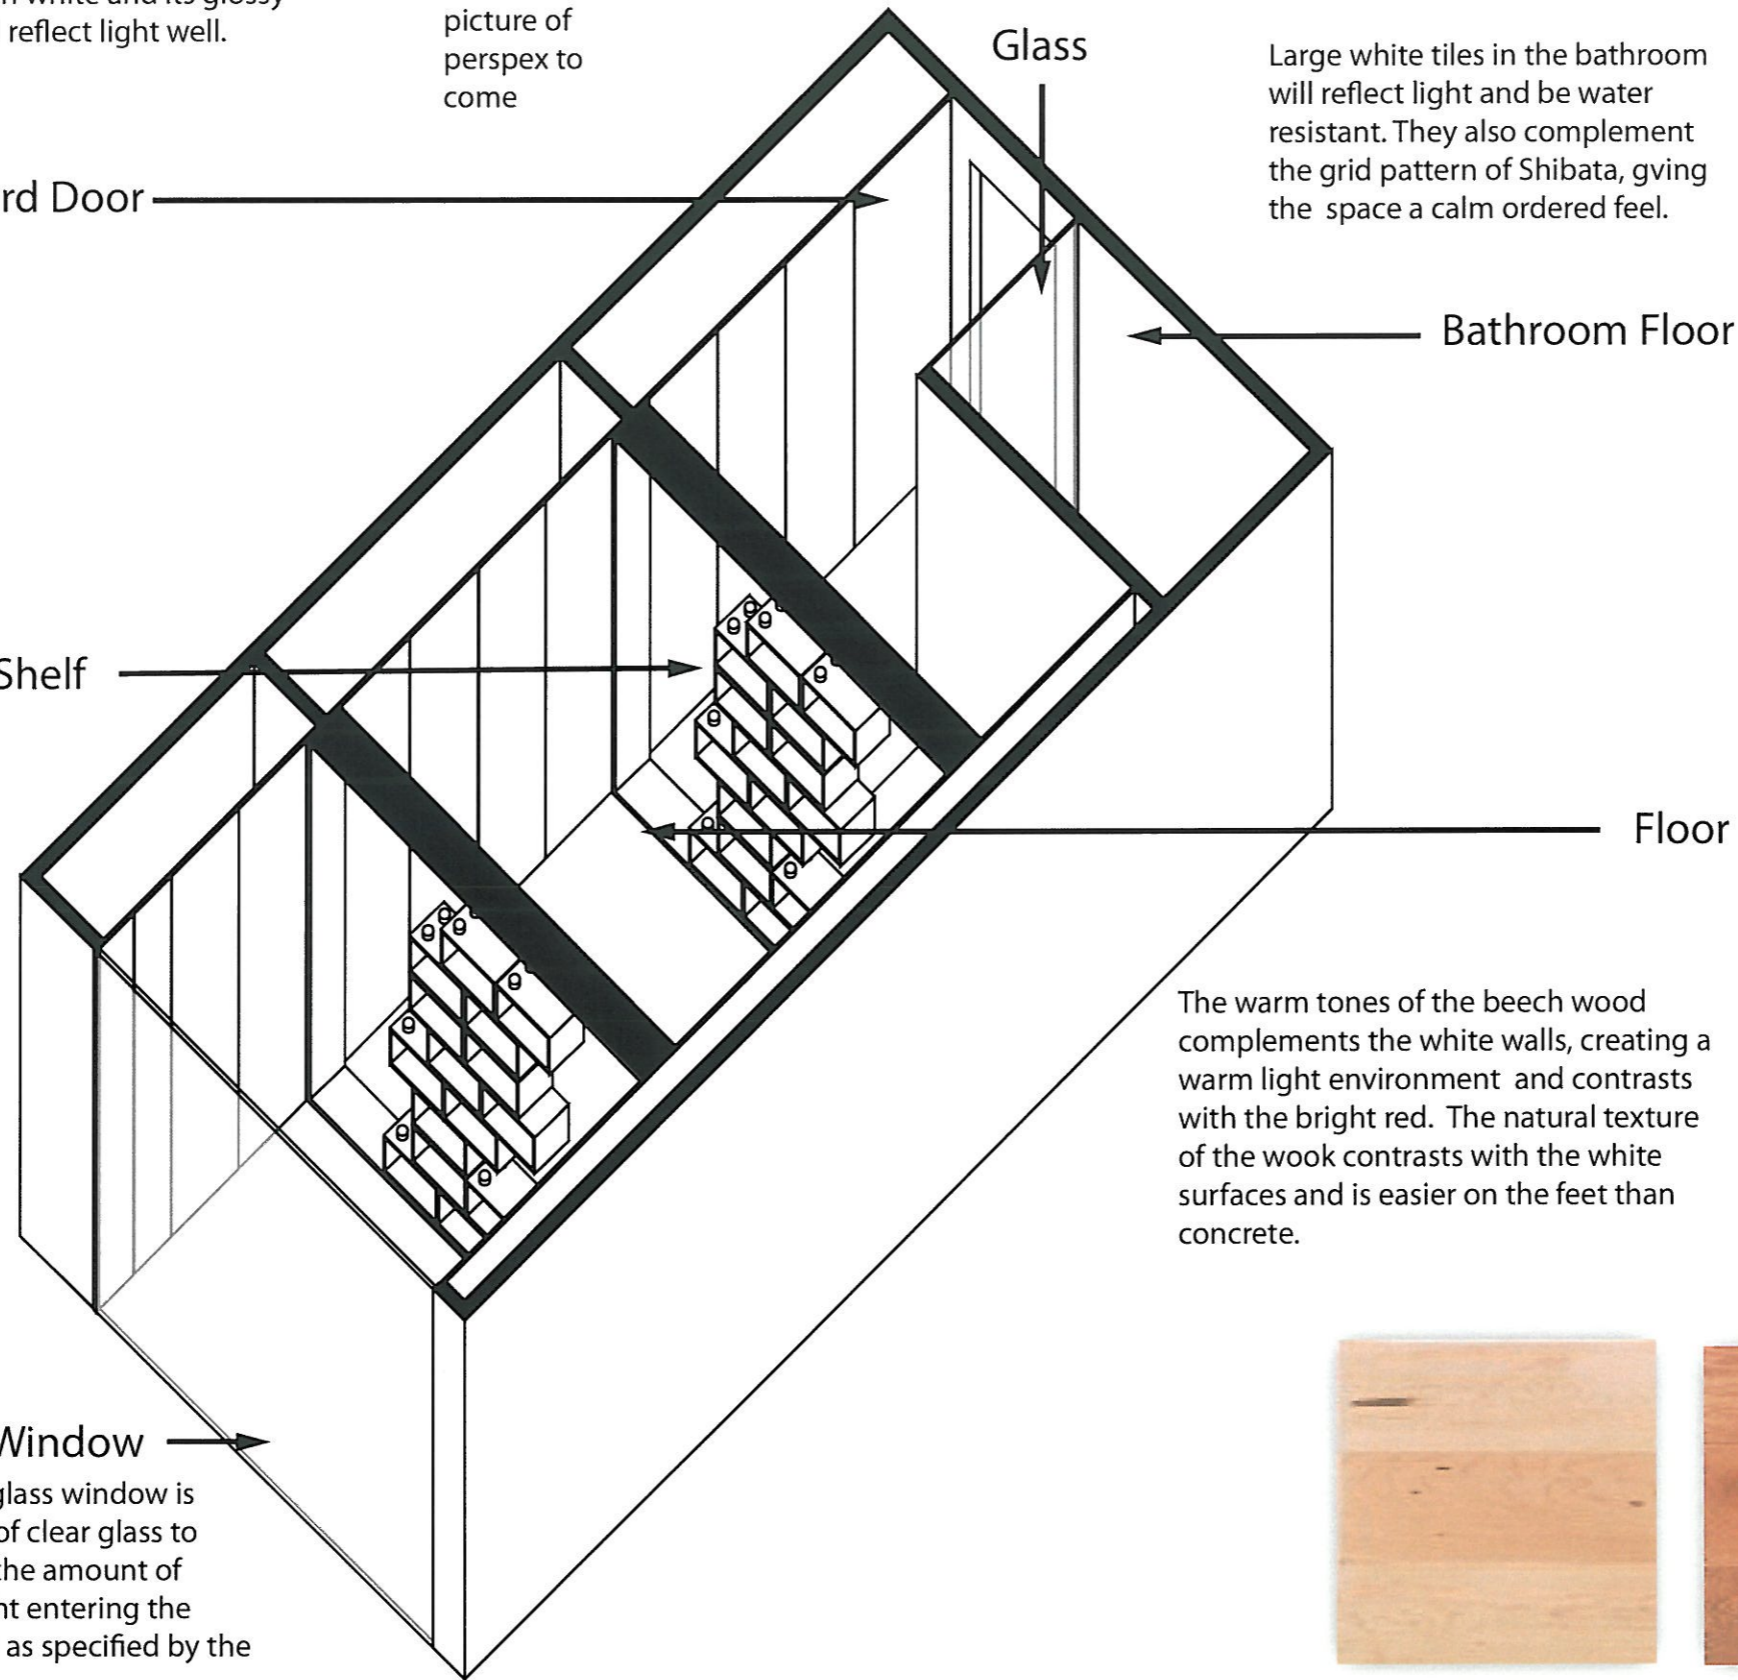 white and its glossy
reflect light well.
picture of
perspex to
come
Glass
Large white tiles in the bathroom
will reflect light and be water
resistant. They also complement
the grid pattern of Shibata, gving
the space a calm ordered feel.
rd Door
Bathroom Floor
Shelf
Floor
The warm tones of the beech wood
complements the white walls, creating a
warm light environment and contrasts
with the bright red. The natural texture
of the wook contrasts with the white
surfaces and is easier on the feet than
concrete.
Window
glass window is
of clear glass to
the amount of
nt entering the
as specified by the